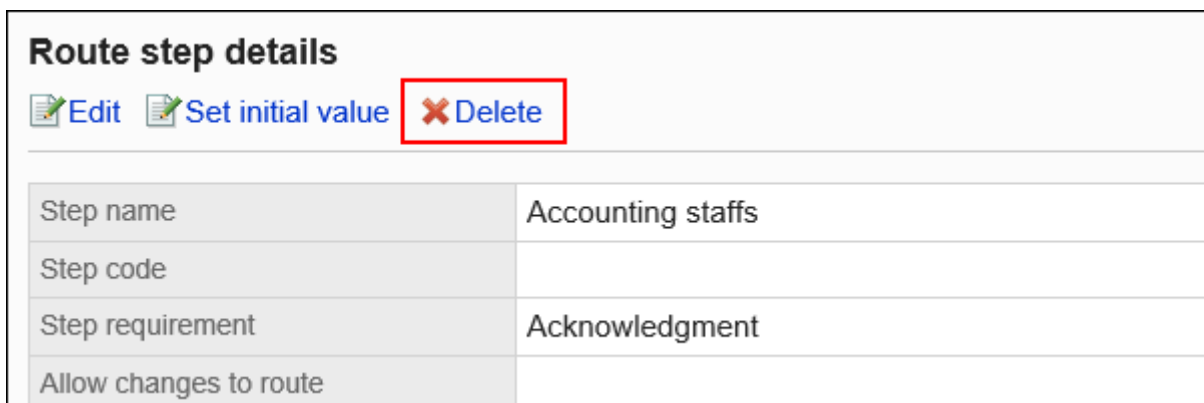 Route step details
Edit Set initial value Delete
Step name Accounting staffs
Step code
Step requirement Acknowledgment
Allow changes to route